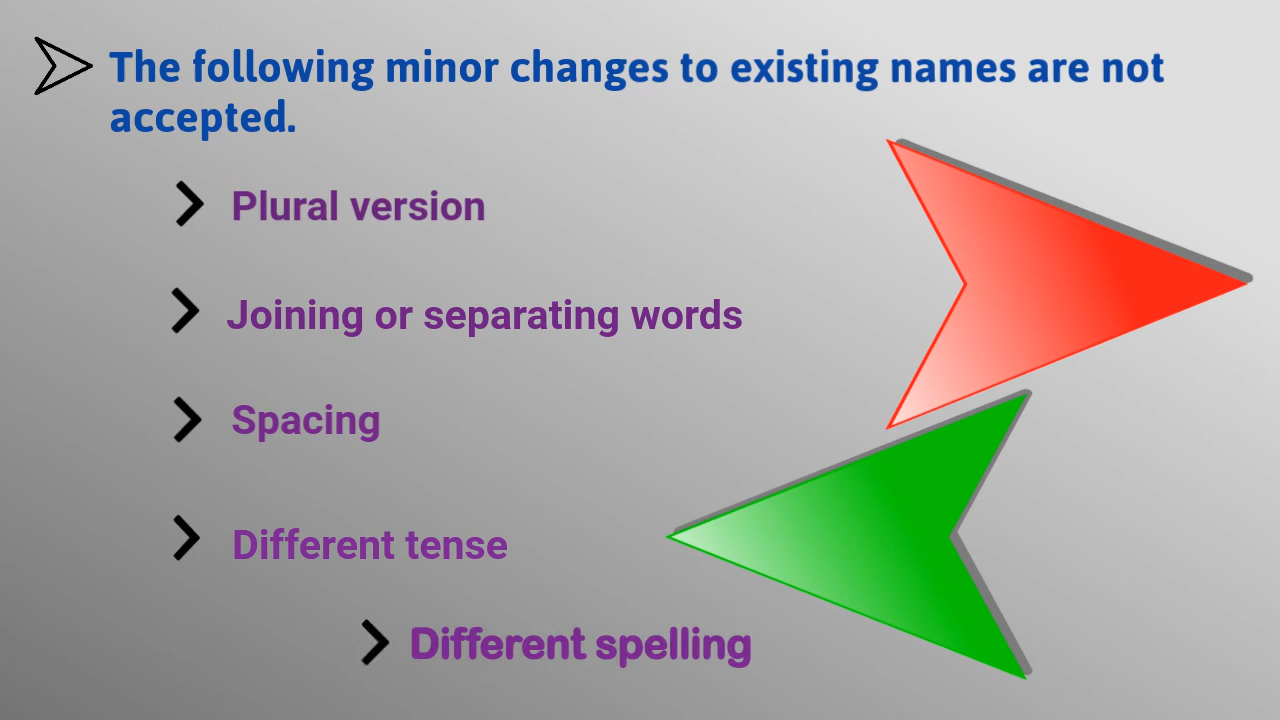 The following minor changes to existing names are not
accepted.
Plural version
Joining or separating words
Spacing
Different tense
Different spelling